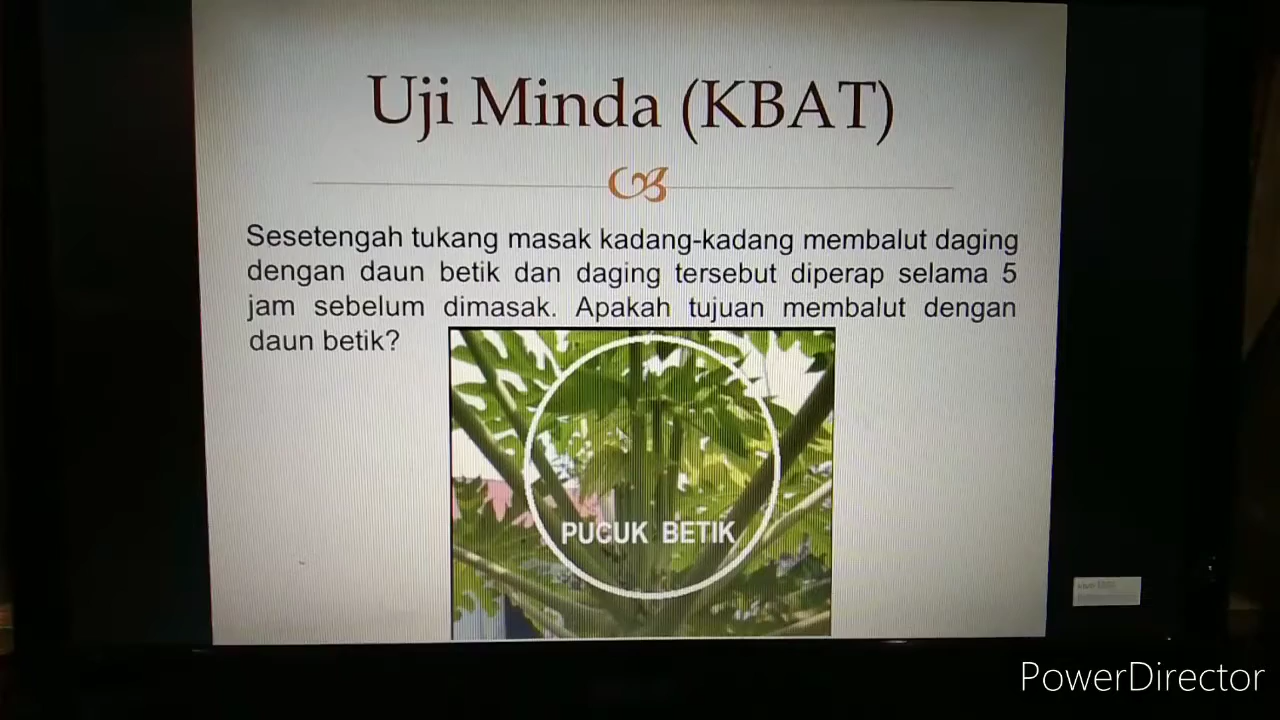 Uji Minda (KBAT)
Sesetengah tukang masak kadang-kadang membalut daging
dengan daun betik dan daging tersebut diperap selama 5
jam sebelum dimasak. Apakah tujuan membalut dengan
daun betik?
PUCUK BETIK
PowerDirector